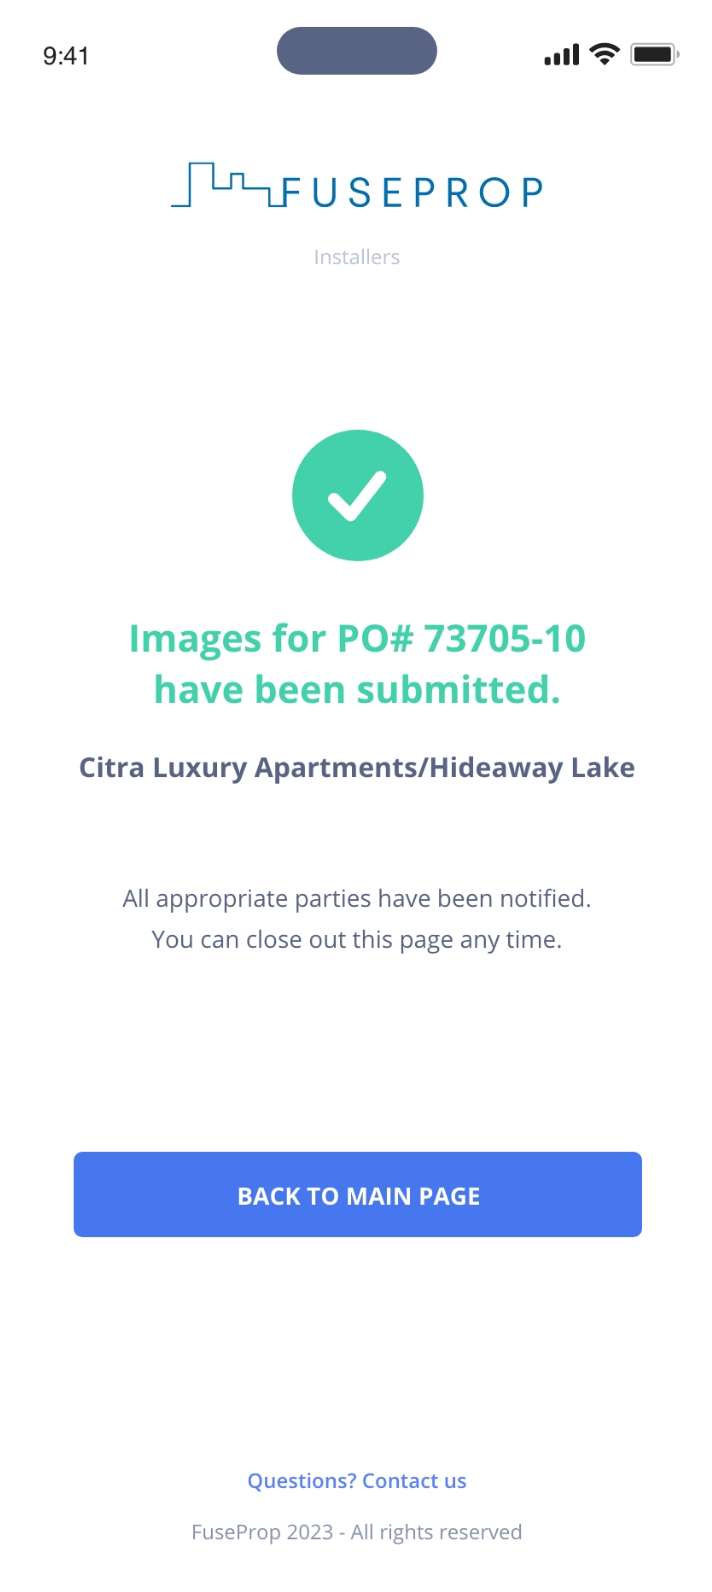 9:41
FUSEPROP
Installers
Images for PO# 73705-10
have been submitted.
Citra Luxury Apartments/Hideaway Lake
All appropriate parties have been notified.
You can close out this page any time.
BACK TO MAIN PAGE
Questions? Contact us
FuseProp 2023 - All rights reserved